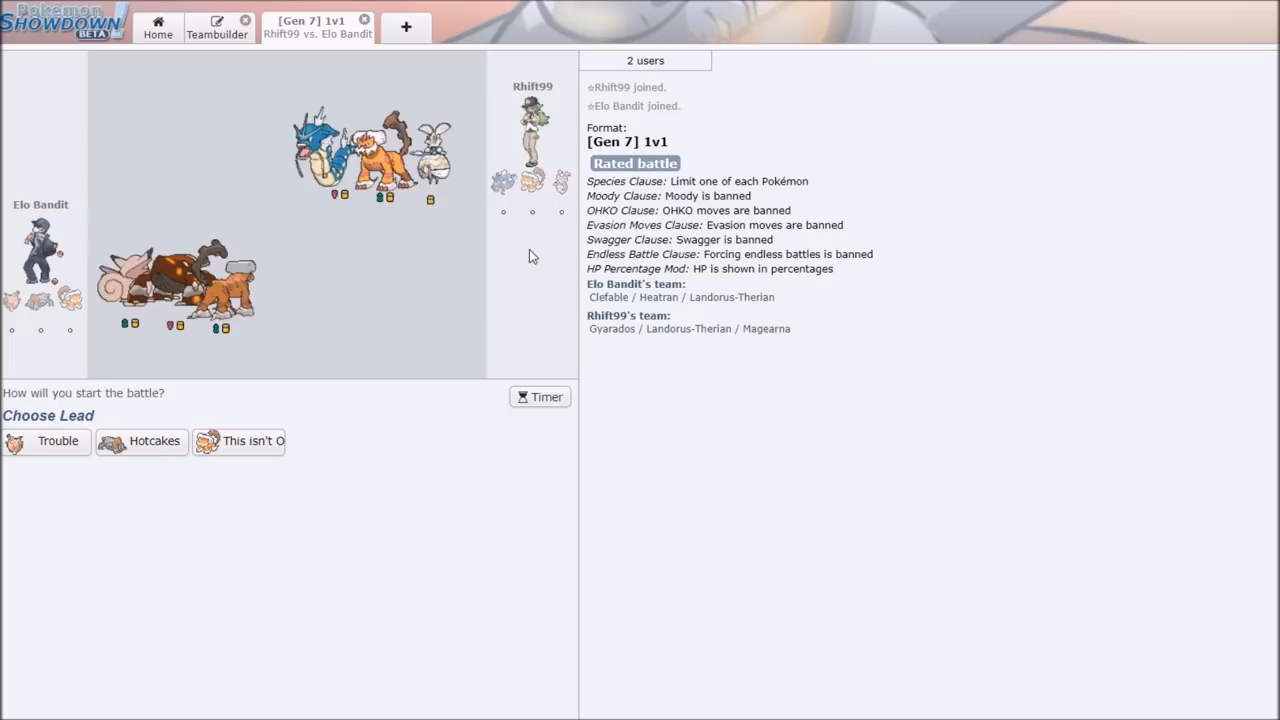 Pokémon
SHOWDOWN!
BETA
Home
Teambuilder
[Gen 7] 1v1
Rhift99 vs. Elo Bandit
+
2 users
Rhift99
☆Rhift99 joined.
☆Elo Bandit joined.
Format:
[Gen 7] 1v1
Rated battle
Species Clause: Limit one of each Pokémon
Moody Clause: Moody is banned
OHKO Clause: OHKO moves are banned
Evasion Moves Clause: Evasion moves are banned
Swagger Clause: Swagger is banned
Endless Battle Clause: Forcing endless battles is banned
HP Percentage Mod: HP is shown in percentages
Elo Bandit's team:
Clefable / Heatran / Landorus-Therian
Rhift99's team:
Gyarados / Landorus-Therian / Magearna
Elo Bandit
How will you start the battle?
Timer
Choose Lead
Trouble
Hotcakes
This isn't O